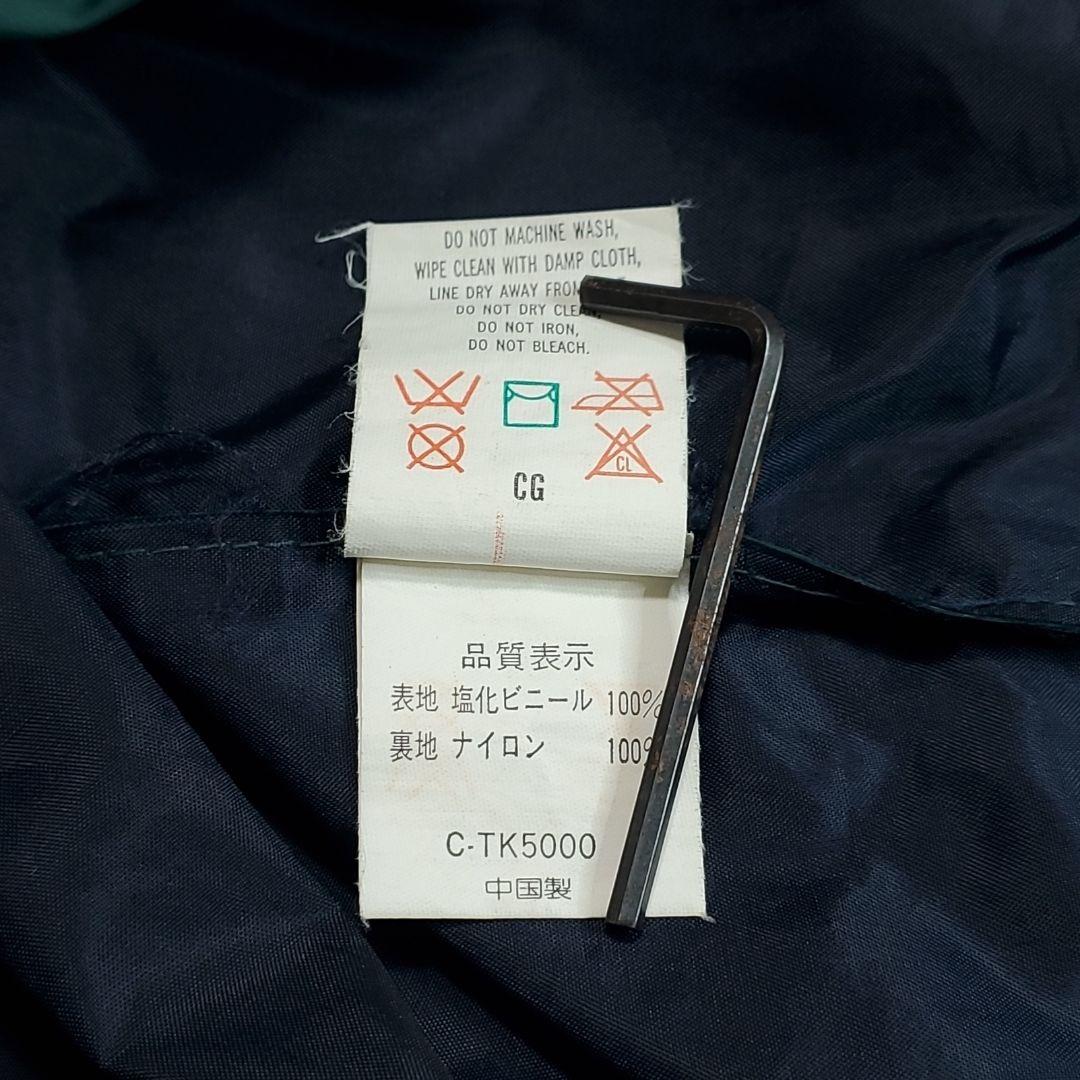 DO NOT MACHINE WASH,
WIPE CLEAN WITH DAMP CLOTH,
LINE DRY AWAY FROM
DO NOT DRY CLEAN,
DO NOT IRON,
DO NOT BLEACH.
CL
CG
品質表示
表地 塩化ビニール 100%
裏地 ナイロン 100%
C-TK5000
中国製